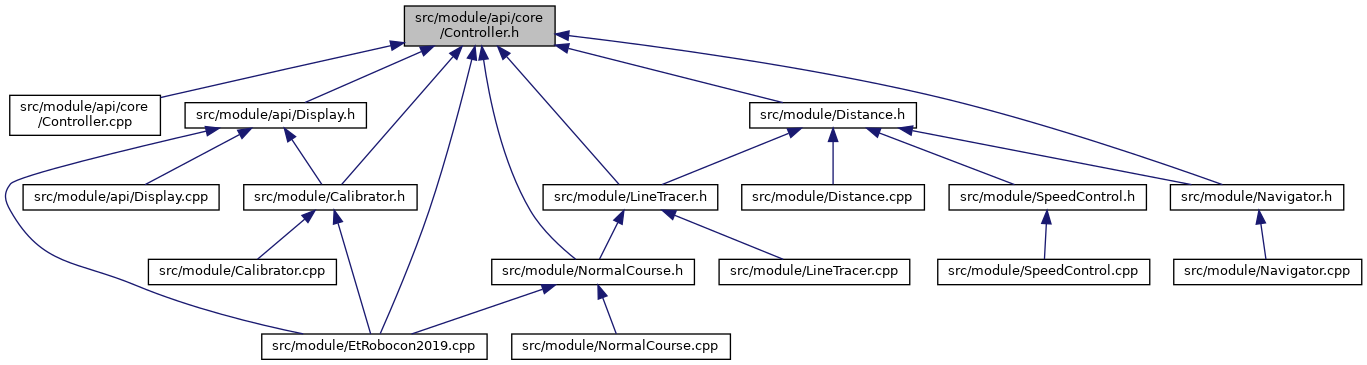 src/module/api/core
/Controller.h
src/module/api/core
/Controller.cpp
src/module/api/Display.h
src/module/Distance.h
src/module/api/Display.cpp
src/module/Calibrator.h
src/module/LineTracer.h
src/module/Distance.cpp
src/module/SpeedControl.h
src/module/Navigator.h
src/module/Calibrator.cpp
src/module/NormalCourse.h
src/module/LineTracer.cpp
src/module/SpeedControl.cpp
src/module/Navigator.cpp
src/module/EtRobocon2019.cpp
src/module/NormalCourse.cpp